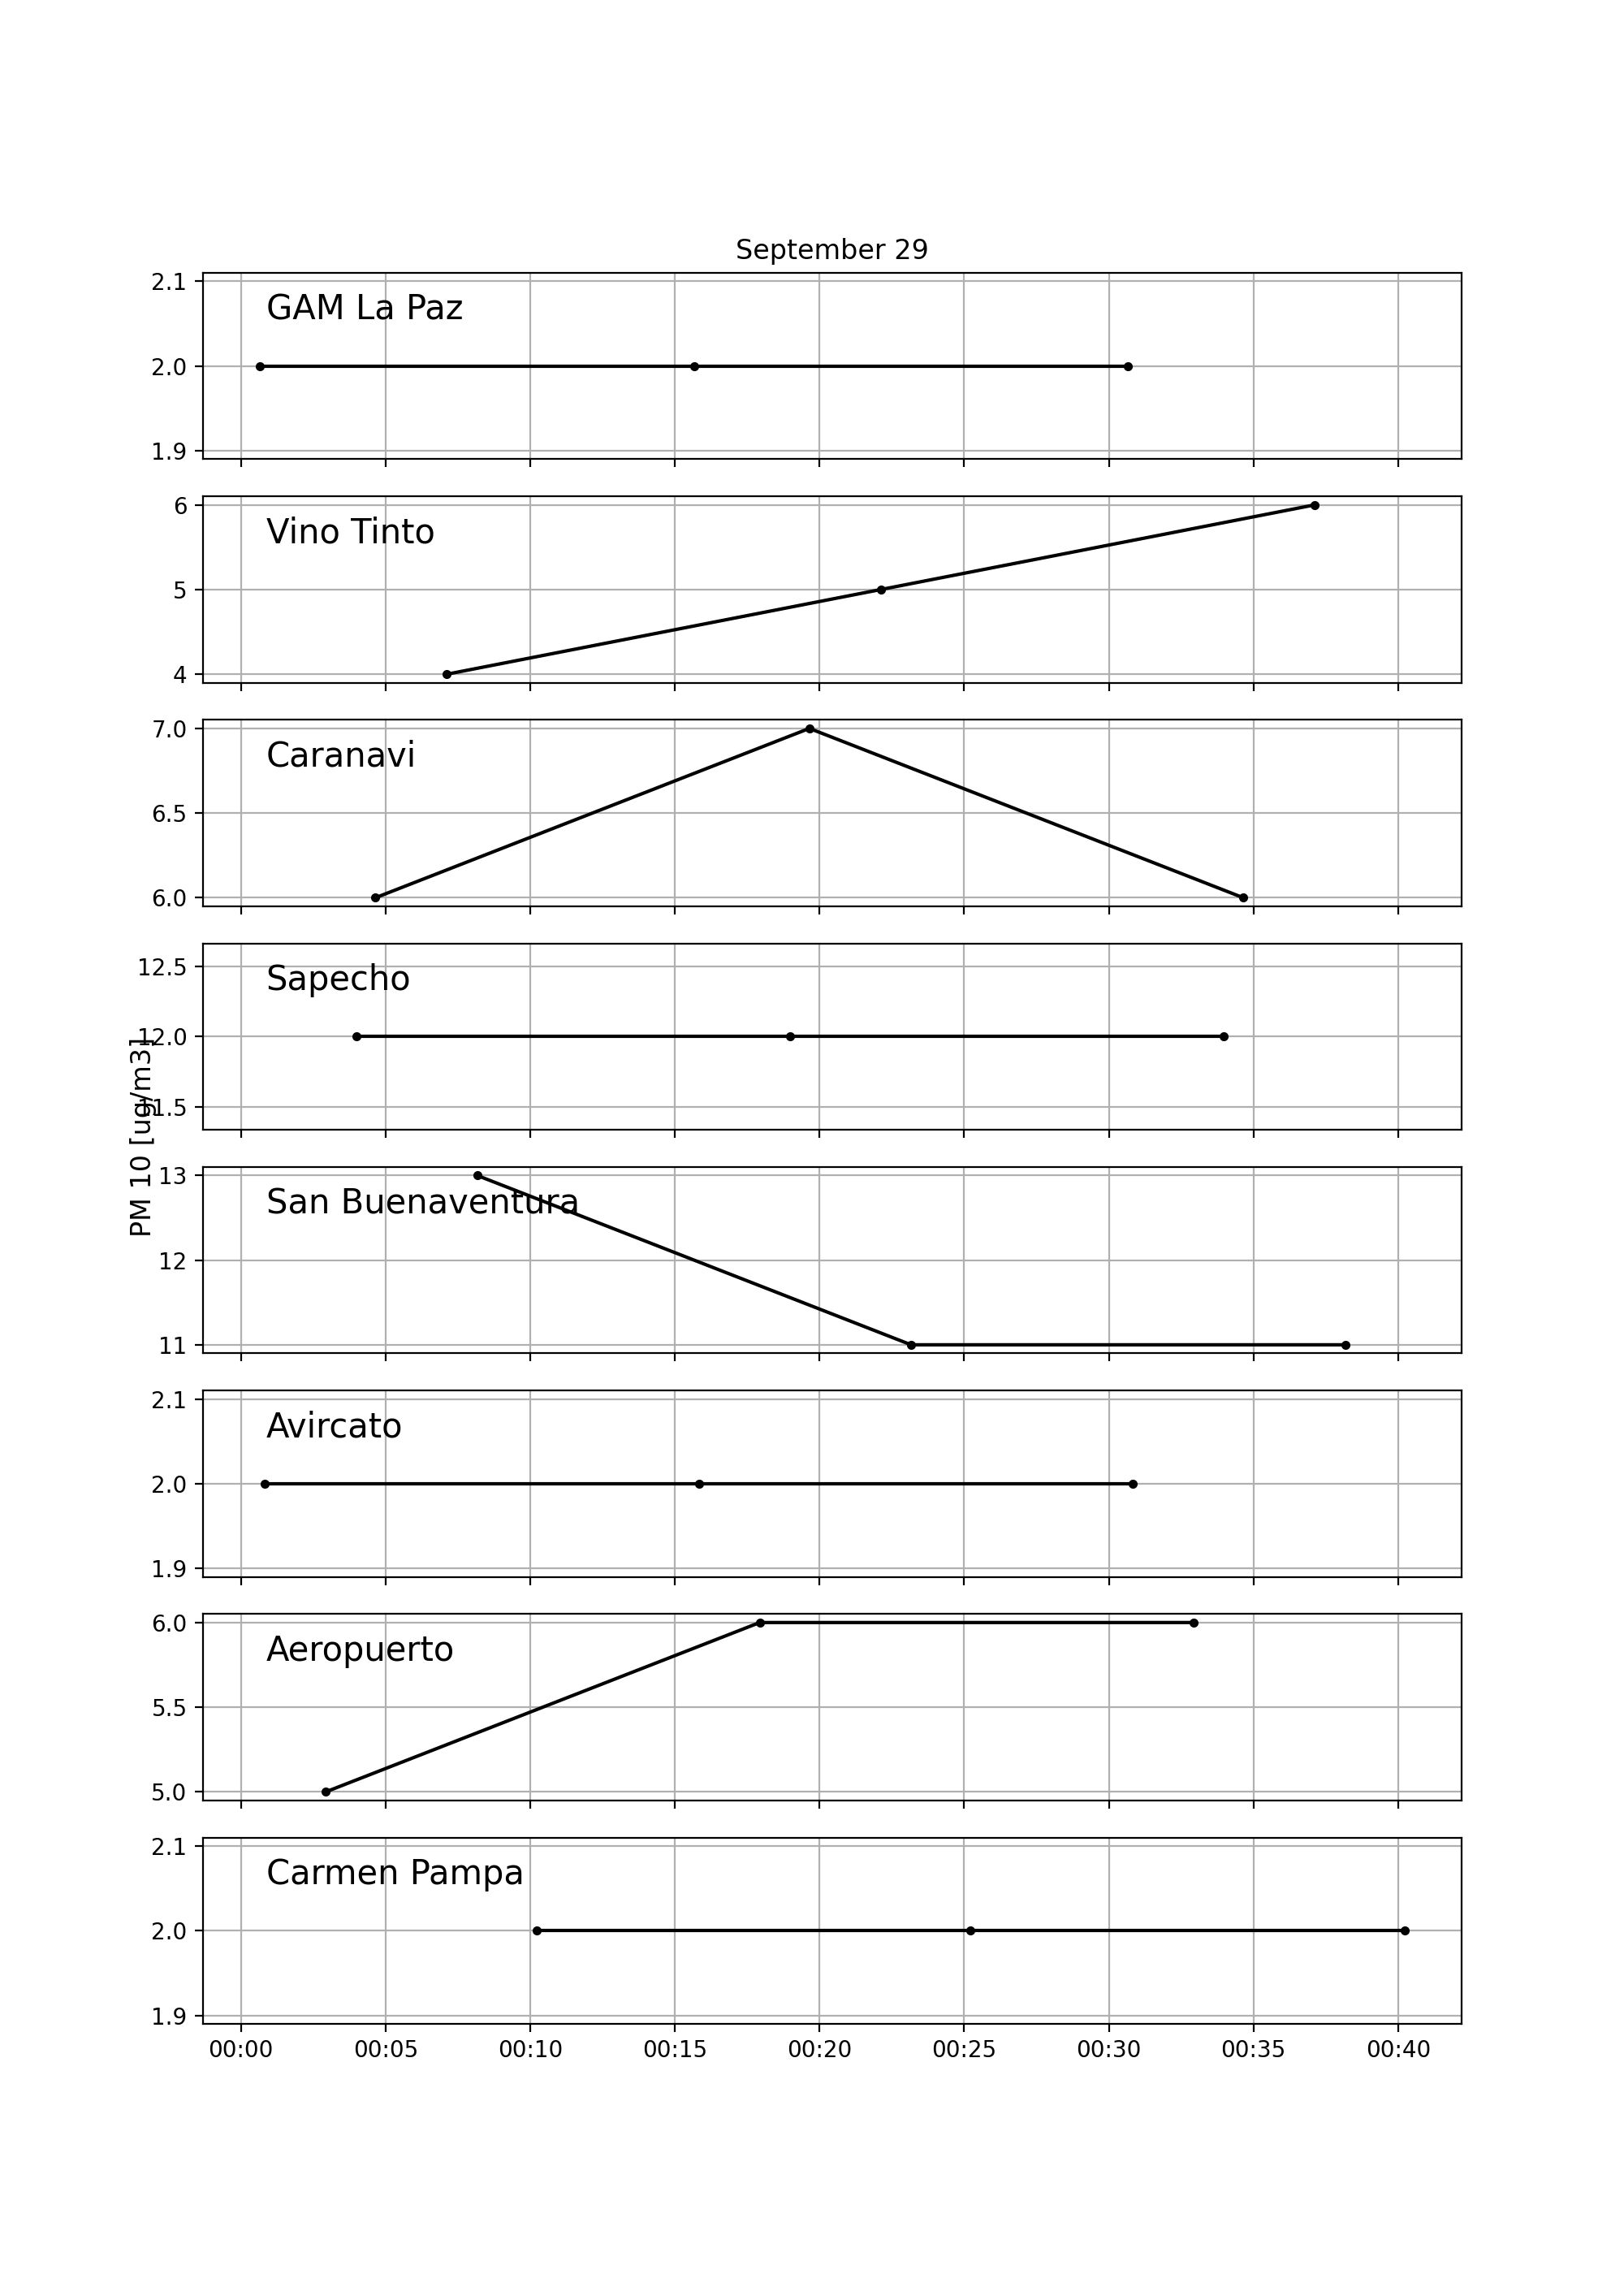 September 29
2.1
GAM La Paz
2.0
1.9
6
Vino Tinto
5
4
7.0
Caranavi
6.5
6.0
12.5
Sapecho
12.0
11.5
PM 10 [ug/m3]
13
San Buenaventura
12
11
2.1
Avircato
2.0
1.9
6.0
Aeropuerto
5.5
5.0
2.1
Carmen Pampa
2.0
1.9
00:00 00:05 00:10 00:15 00:20 00:25 00:30 00:35 00:40